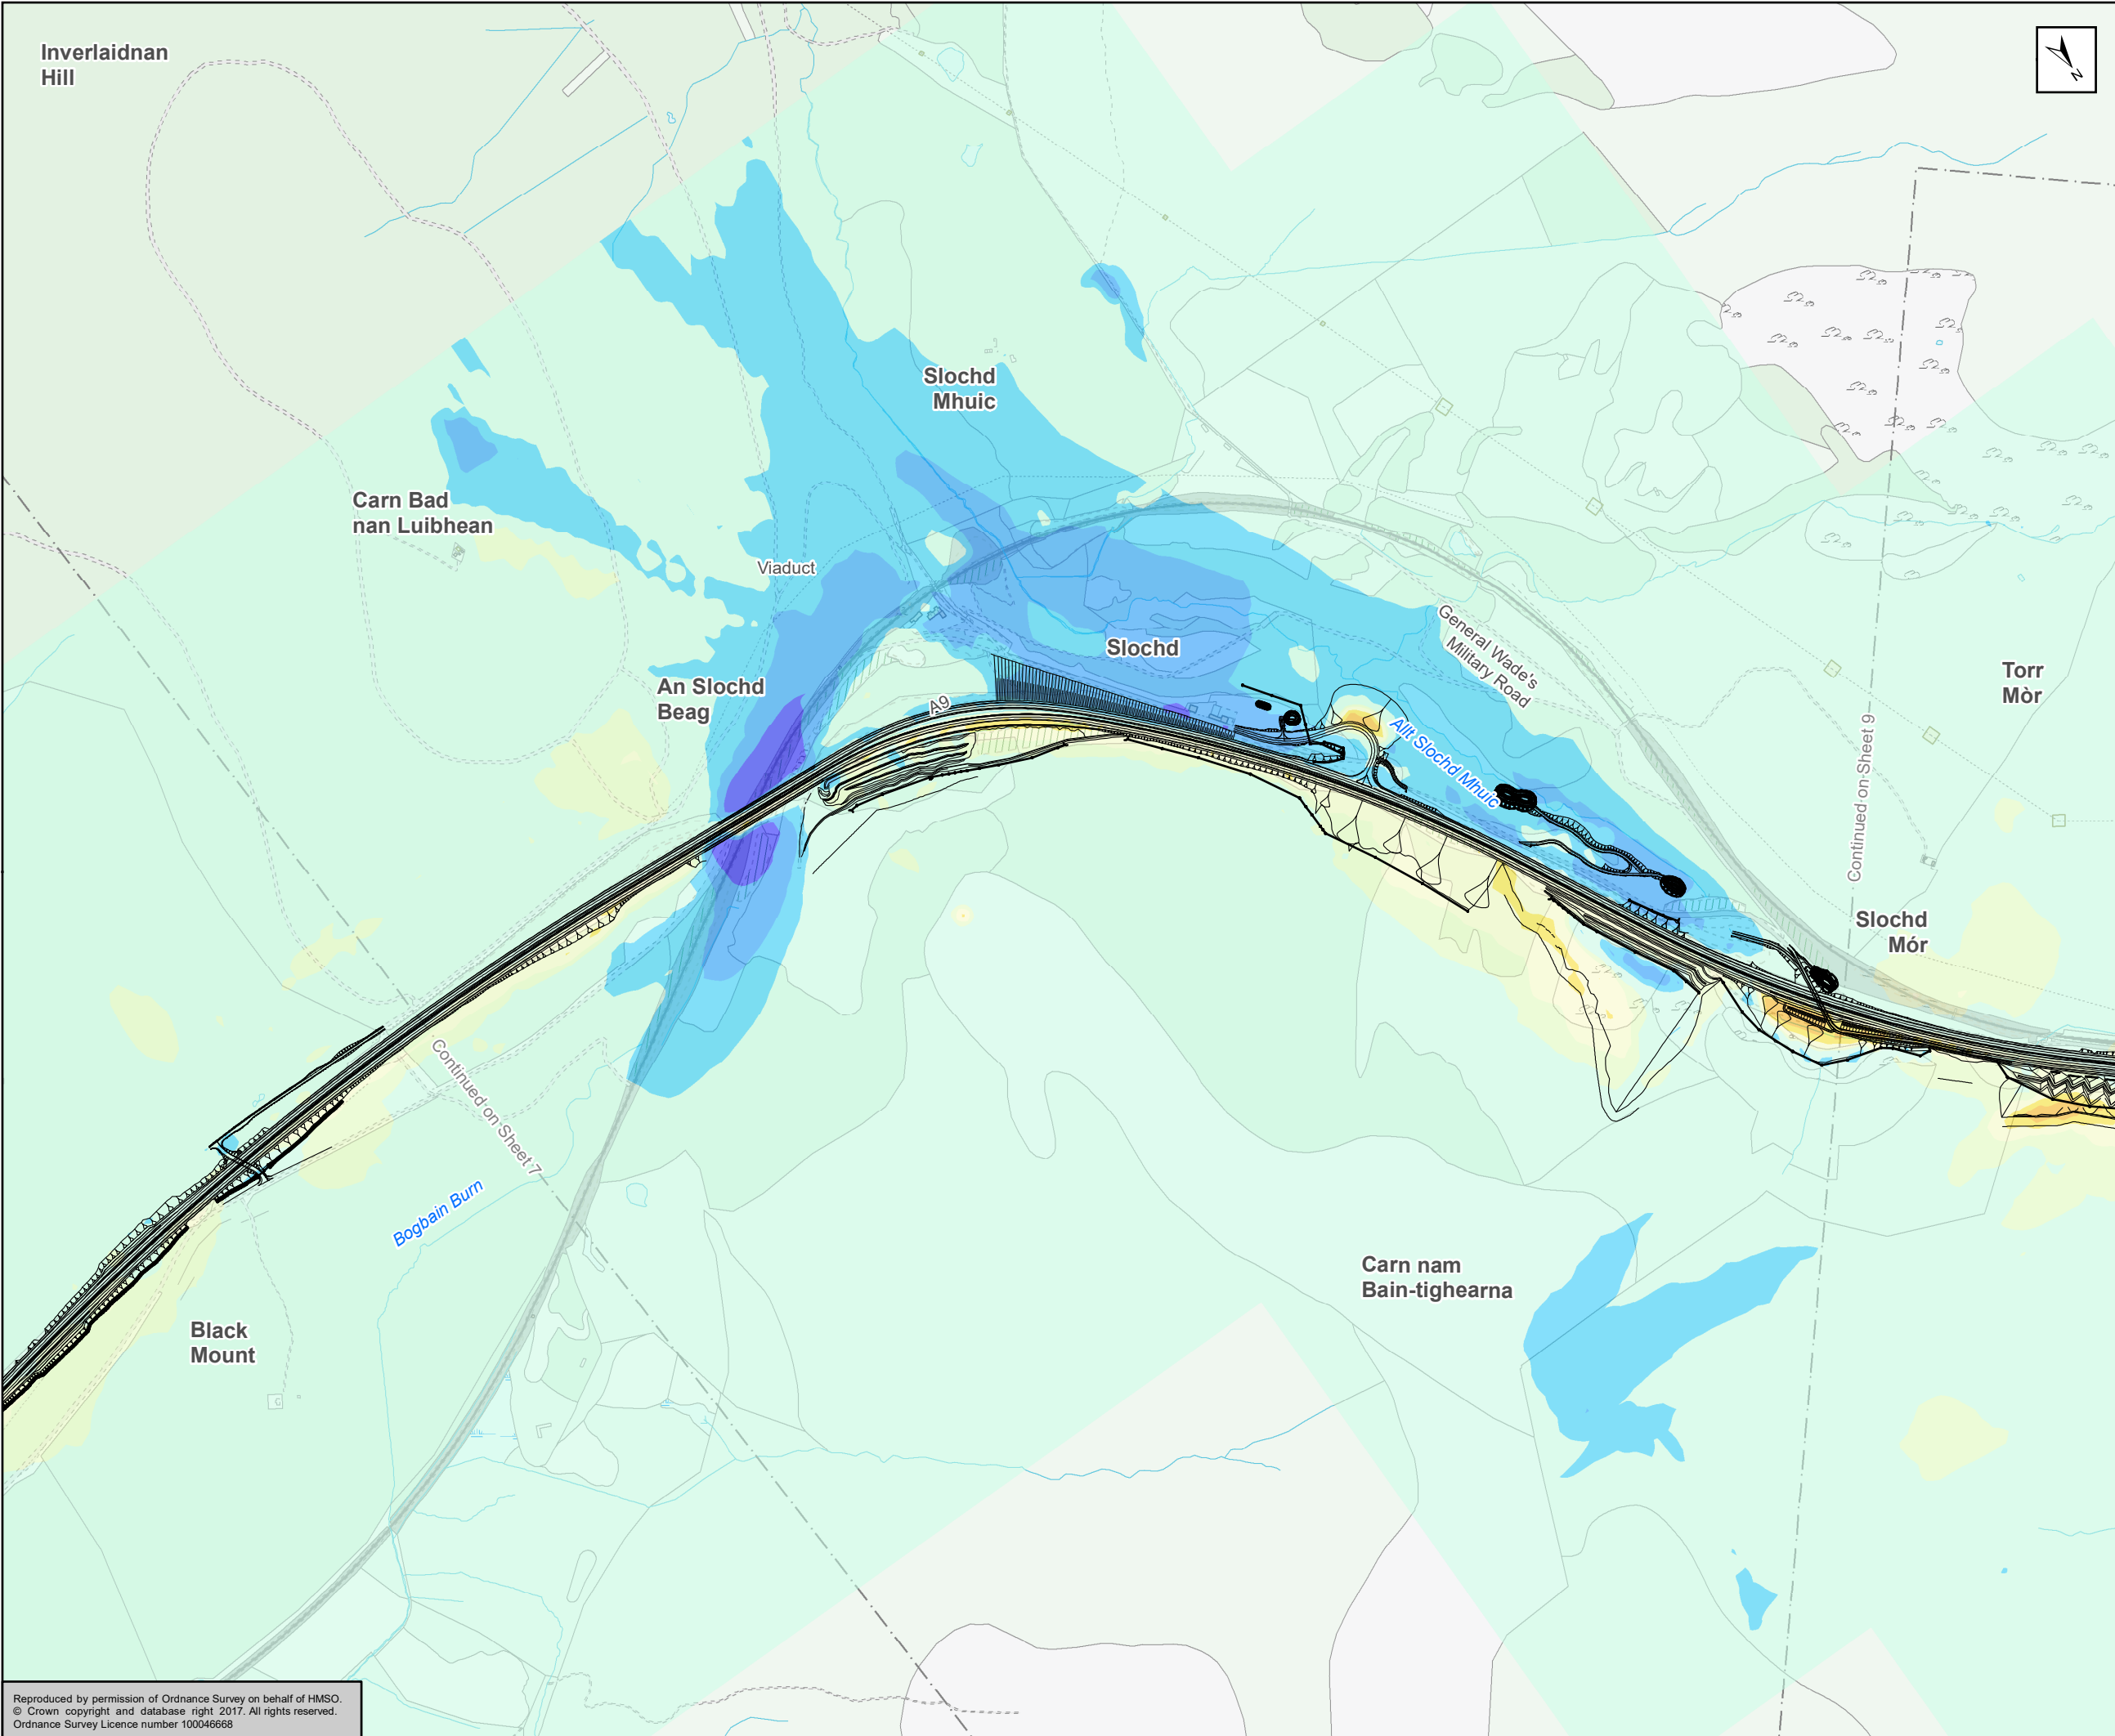 Inverlaidnan
Hill
N
Slochd
Mhuic
Carn Bad
nan Luibhean
Viaduct
General Wade's
Military Road
Slochd
An Slochd
Beag
A9
Torr
Mòr
Allt Slochd Mhuic
Continued on Sheet 9
Slochd
Mór
Continued on Sheet 7
Bogbain Burn
Carn nam
Bain-tighearna
Black
Mount
Reproduced by permission of Ordnance Survey on behalf of HMSO.
© Crown copyright and database right 2017. All rights reserved.
Ordnance Survey Licence number 100046668